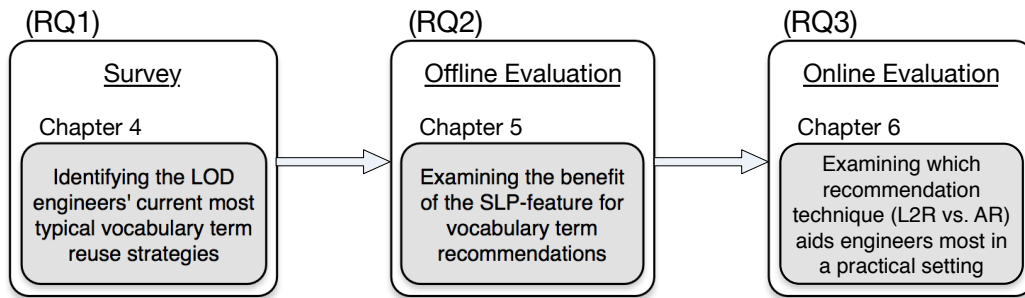 (RQ1)
Survey
Chapter 4
Identifying the LOD
engineers' current most
typical vocabulary term
reuse strategies
(RQ2)
Offline Evaluation
Chapter 5
Examining the benefit
of the SLP-feature for
vocabulary term
recommendations
(RQ3)
Online Evaluation
Chapter 6
Examining which
recommendation
technique (L2R vs. AR)
aids engineers most in
a practical setting